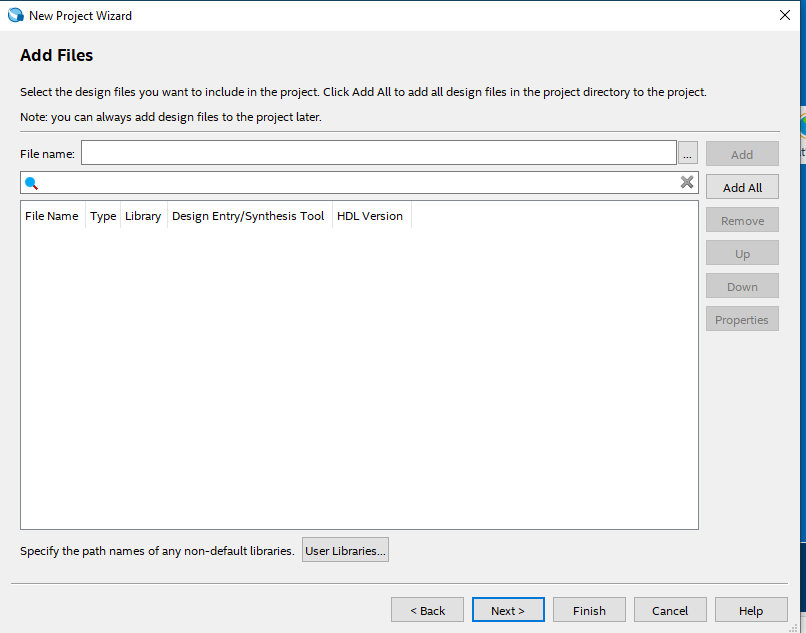 New Project Wizard
Add Files
Select the design files you want to include in the project. Click Add All to add all design files in the project directory to the project.
Note: you can always add design files to the project later.
File name:
...
Add
Add All
File Name Type Library Design Entry/Synthesis Tool HDL Version
Remove
Up
Down
Properties
Specify the path names of any non-default libraries. User Libraries...
< Back Next > Finish Cancel Help